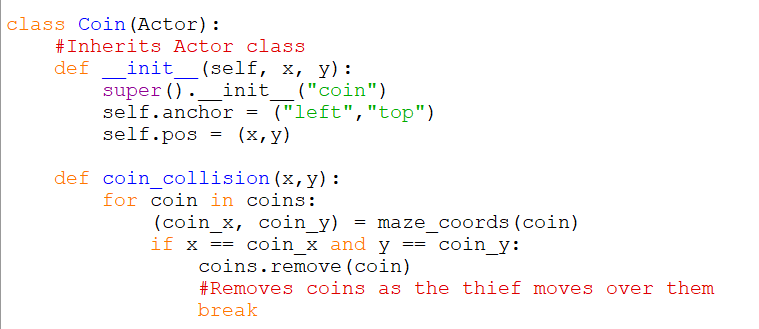 class Coin(Actor):
    #Inherits Actor class
    def __init__(self, x, y):
        super().__init__("coin")
        self.anchor = ("left","top")
        self.pos = (x,y)

    def coin_collision(x,y):
        for coin in coins:
            (coin_x, coin_y) = maze_coords(coin)
            if x == coin_x and y == coin_y:
                coins.remove(coin)
                #Removes coins as the thief moves over them
                break